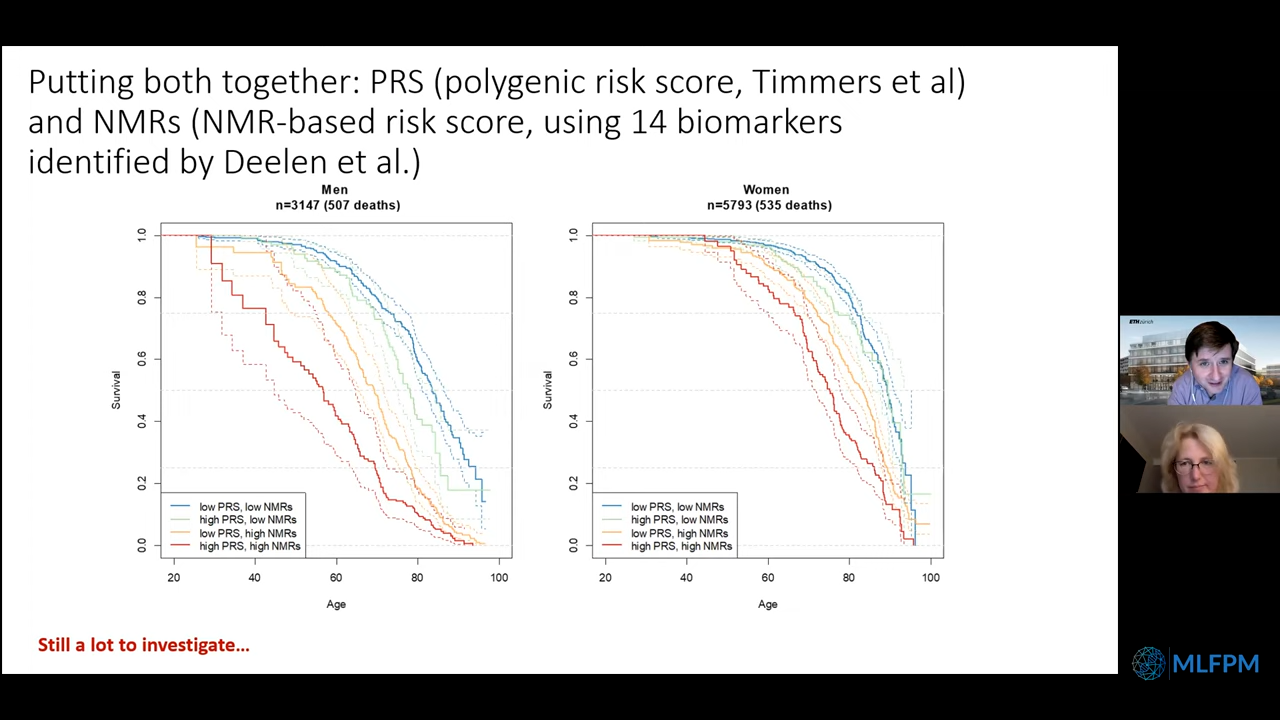 Putting both together: PRS (polygenic risk score, Timmers et al)
and NMRs (NMR-based risk score, using 14 biomarkers
identified by Deelen et al.)
Men
n=3147 (507 deaths)
Survival
1.0
0.8
0.6
0.4
0.2
0.0
low PRS, low NMRs
high PRS, low NMRs
low PRS, high NMRs
high PRS, high NMRs
20 40 60 80 100
Age
Women
n=5793 (535 deaths)
Survival
1.0
0.8
0.6
0.4
0.2
0.0
low PRS, low NMRs
high PRS, low NMRs
low PRS, high NMRs
high PRS, high NMRs
20 40 60 80 100
Age
Still a lot to investigate...
ETH zürich
MLFPM